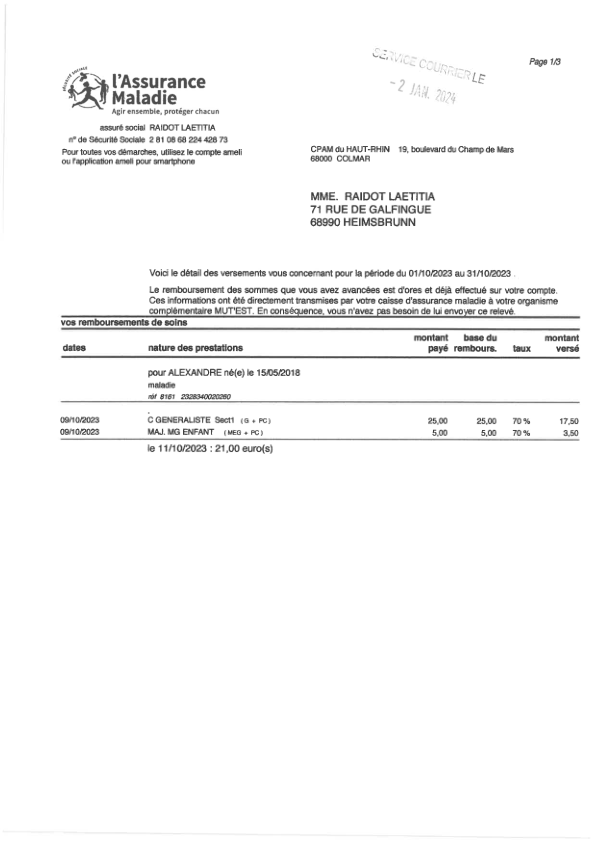 SERVICE COURRIER LE
- 2 JAN. 2024
Page 1/3
SÉCURITÉ SOCIALE
l'Assurance
Maladie
Agir ensemble, protéger chacun
assuré social RAIDOT LAETITIA
n° de Sécurité Sociale 2 81 08 68 224 428 73
Pour toutes vos démarches, utilisez le compte ameli
ou l'application ameli pour smartphone
CPAM du HAUT-RHIN 19, boulevard du Champ de Mars
68000 COLMAR
MME. RAIDOT LAETITIA
71 RUE DE GALFINGUE
68990 HEIMSBRUNN
Voici le détail des versements vous concernant pour la période du 01/10/2023 au 31/10/2023 .
Le remboursement des sommes que vous avez avancées est d'ores et déjà effectué sur votre compte.
Ces informations ont été directement transmises par votre caisse d'assurance maladie à votre organisme
complémentaire MUT'EST. En conséquence, vous n'avez pas besoin de lui envoyer ce relevé.
vos remboursements de soins
dates nature des prestations montant payé base du rembours. taux montant versé
pour ALEXANDRE né(e) le 15/05/2018
maladie
réf 8161 2328340020260
09/10/2023 C GENERALISTE Sect1 ( G + PC ) 25,00 25,00 70 % 17,50
09/10/2023 MAJ. MG ENFANT ( MEG + PC ) 5,00 5,00 70 % 3,50
le 11/10/2023 : 21,00 euro(s)